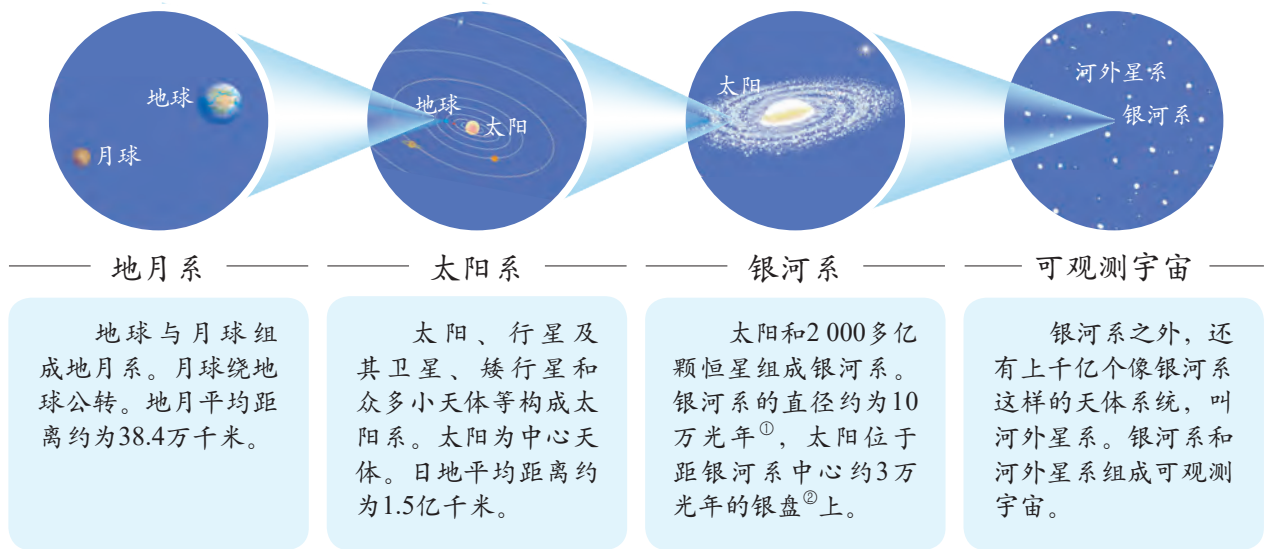 地球
月球
地球
太阳
太阳
河外星系
银河系
地月系
太阳系
银河系
可观测宇宙
地球与月球组
成地月系。月球绕地
球公转。地月平均距
离约为38.4万千米。
太阳、行星及
其卫星、矮行星和
众多小天体等构成太
阳系。太阳为中心天
体。日地平均距离约
为1.5亿千米。
太阳和2 000多亿
颗恒星组成银河系。
银河系的直径约为10
万光年①，太阳位于
距银河系中心约3万
光年的银盘②上。
银河系之外，还
有上千亿个像银河系
这样的天体系统，叫
河外星系。银河系和
河外星系组成可观测
宇宙。